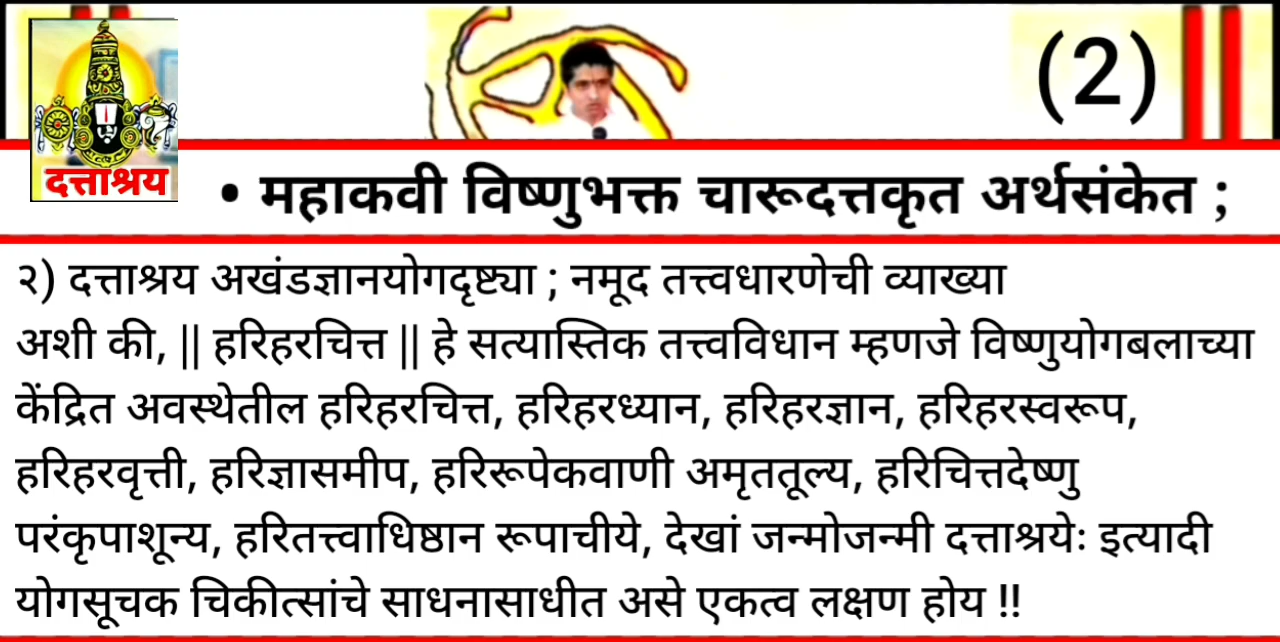 (2)
दत्ताश्रय
• महाकवी विष्णुभक्त चारूदत्तकृत अर्थसंकेत ;
२) दत्ताश्रय अखंडज्ञानयोगदृष्ट्या ; नमूद तत्त्वधारणेची व्याख्या
अशी की, || हरिहरचित्त || हे सत्यास्तिक तत्त्वविधान म्हणजे विष्णुयोगबलाच्या
केंद्रित अवस्थेतील हरिहरचित्त, हरिहरध्यान, हरिहरज्ञान, हरिहरस्वरूप,
हरिहरवृत्ती, हरिज्ञासमीप, हरिरूपेकवाणी अमृततूल्य, हरिचित्तदेष्णु
परंकृपाशून्य, हरितत्त्वाधिष्ठान रूपाचीये, देखां जन्मोजन्मी दत्ताश्रयेः इत्यादी
योगसूचक चिकीत्सांचे साधनासाधीत असे एकत्व लक्षण होय !!